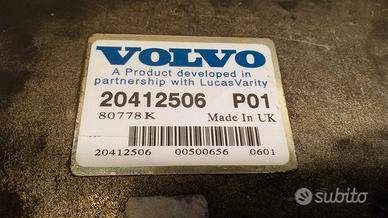 VOLVO
A Product developed in
partnership with LucasVarity
20412506 P01
80778K Made In UK
20412506 00500656 0601
subito